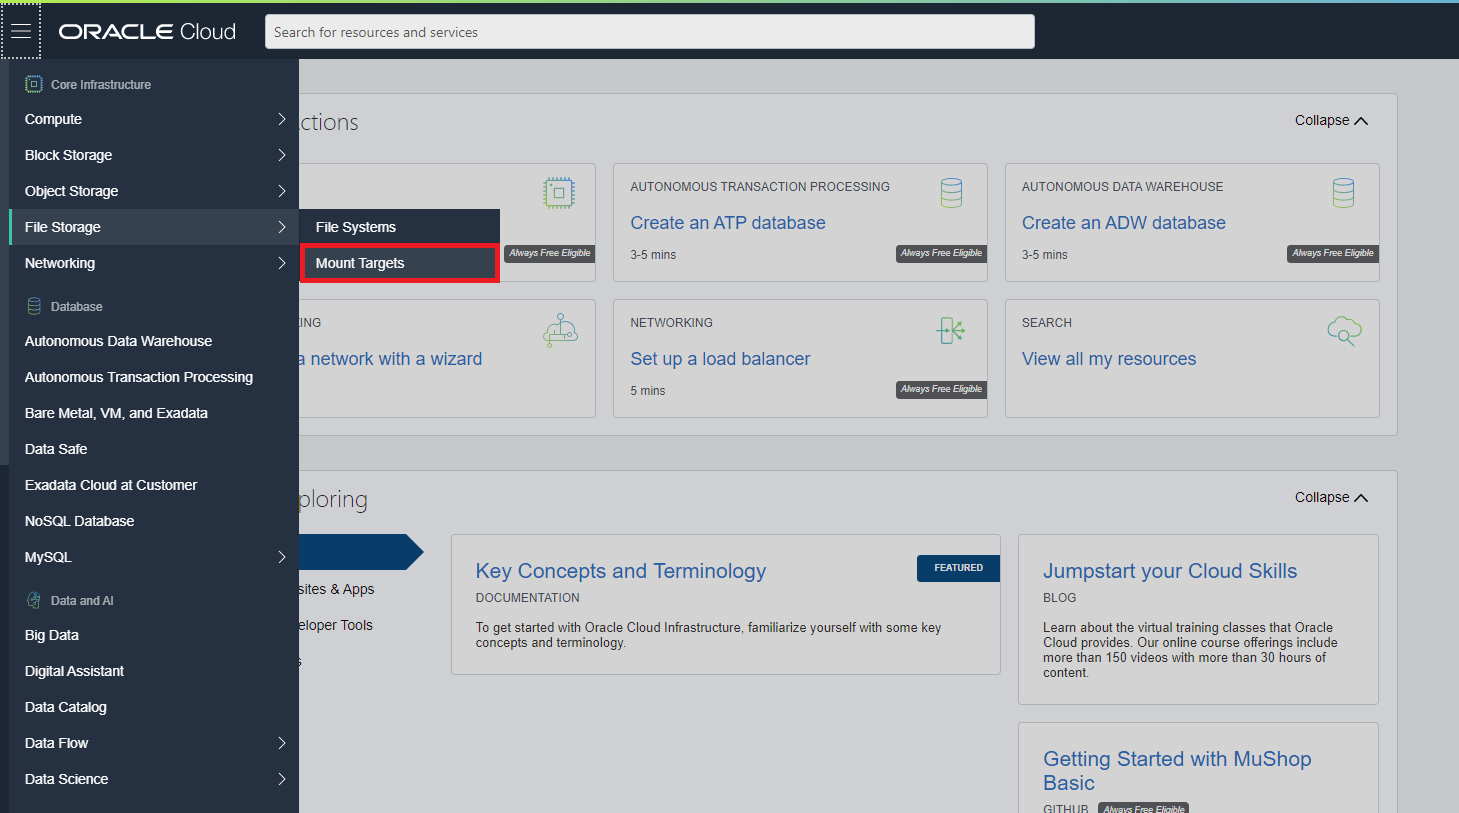 ORACLE Cloud
Search for resources and services
Core Infrastructure
Compute
Block Storage
Object Storage
File Storage
Networking
File Systems
Mount Targets
Database
Autonomous Data Warehouse
Autonomous Transaction Processing
Bare Metal, VM, and Exadata
Data Safe
Exadata Cloud at Customer
NoSQL Database
MySQL
Data and AI
Big Data
Digital Assistant
Data Catalog
Data Flow
Data Science
ctions
Collapse
Always Free Eligible
AUTONOMOUS TRANSACTION PROCESSING
Create an ATP database
3-5 mins
Always Free Eligible
AUTONOMOUS DATA WAREHOUSE
Create an ADW database
3-5 mins
Always Free Eligible
KING
a network with a wizard
NETWORKING
Set up a load balancer
5 mins
Always Free Eligible
SEARCH
View all my resources
ploring
Collapse
sites & Apps
eloper Tools
s
Key Concepts and Terminology
FEATURED
DOCUMENTATION
To get started with Oracle Cloud Infrastructure, familiarize yourself with some key
concepts and terminology.
Jumpstart your Cloud Skills
BLOG
Learn about the virtual training classes that Oracle
Cloud provides. Our online course offerings include
more than 150 videos with more than 30 hours of
content.
Getting Started with MuShop
Basic
GITHUB
Always Free Eligible